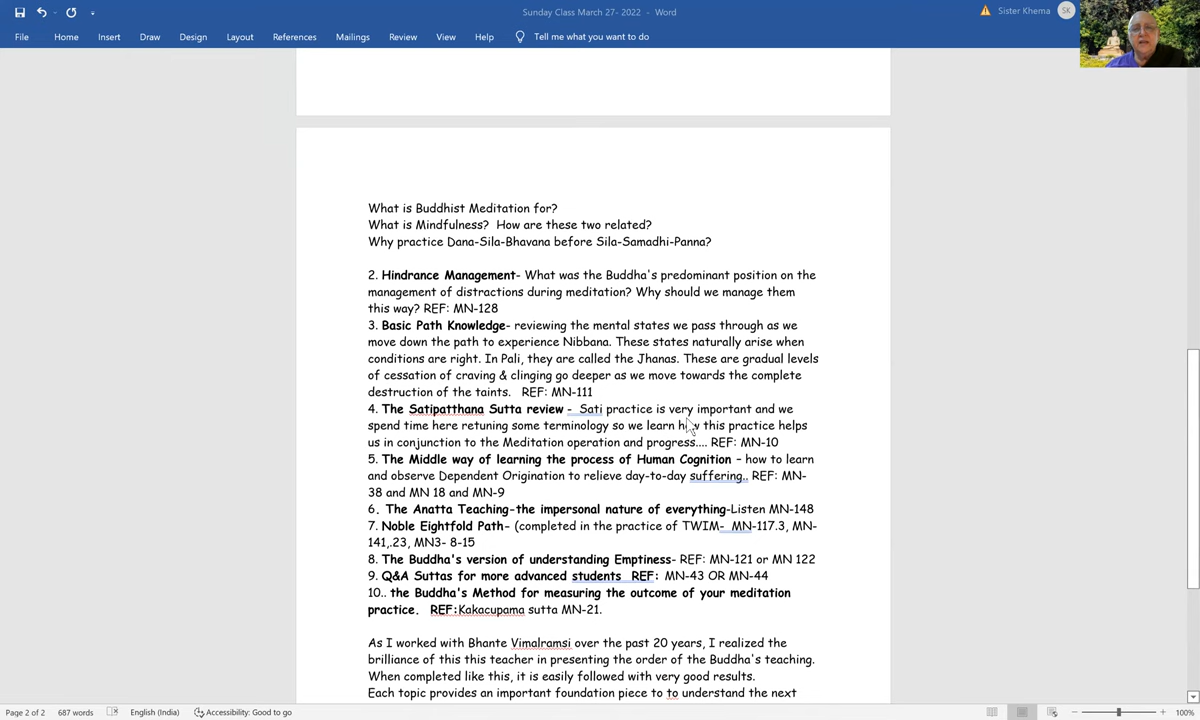 Sunday Class March 27- 2022 - Word
Sister Khema SK
File Home Insert Draw Design Layout References Mailings Review View Help Tell me what you want to do
What is Buddhist Meditation for?
What is Mindfulness? How are these two related?
Why practice Dana-Sila-Bhavana before Sila-Samadhi-Panna?
2. Hindrance Management- What was the Buddha's predominant position on the
management of distractions during meditation? Why should we manage them
this way? REF: MN-128
3. Basic Path Knowledge- reviewing the mental states we pass through as we
move down the path to experience Nibbana. These states naturally arise when
conditions are right. In Pali, they are called the Jhanas. These are gradual levels
of cessation of craving & clinging go deeper as we move towards the complete
destruction of the taints. REF: MN-111
4. The Satipatthana Sutta review - Sati practice is very important and we
spend time here retuning some terminology so we learn how this practice helps
us in conjunction to the Meditation operation and progress.... REF: MN-10
5. The Middle way of learning the process of Human Cognition – how to learn
and observe Dependent Origination to relieve day-to-day suffering.. REF: MN-
38 and MN 18 and MN-9
6. The Anatta Teaching-the impersonal nature of everything-Listen MN-148
7. Noble Eightfold Path- (completed in the practice of TWIM- MN-117.3, MN-
141,.23, MN3- 8-15
8. The Buddha's version of understanding Emptiness- REF: MN-121 or MN 122
9. Q&A Suttas for more advanced students REF: MN-43 OR MN-44
10.. the Buddha's Method for measuring the outcome of your meditation
practice. REF:Kakacupama sutta MN-21.
As I worked with Bhante Vimalramsi over the past 20 years, I realized the
brilliance of this this teacher in presenting the order of the Buddha's teaching.
When completed like this, it is easily followed with very good results.
Each topic provides an important foundation piece to to understand the next
Page 2 of 2 687 words English (India) Accessibility: Good to go 100%